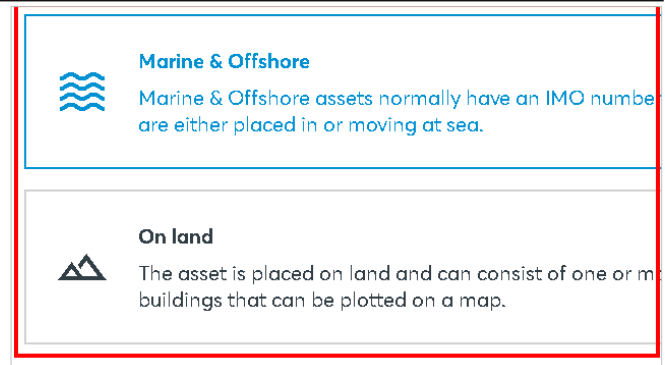 Marine & Offshore
Marine & Offshore assets normally have an IMO number
are either placed in or moving at sea.
On land
The asset is placed on land and can consist of one or
buildings that can be plotted on a map.